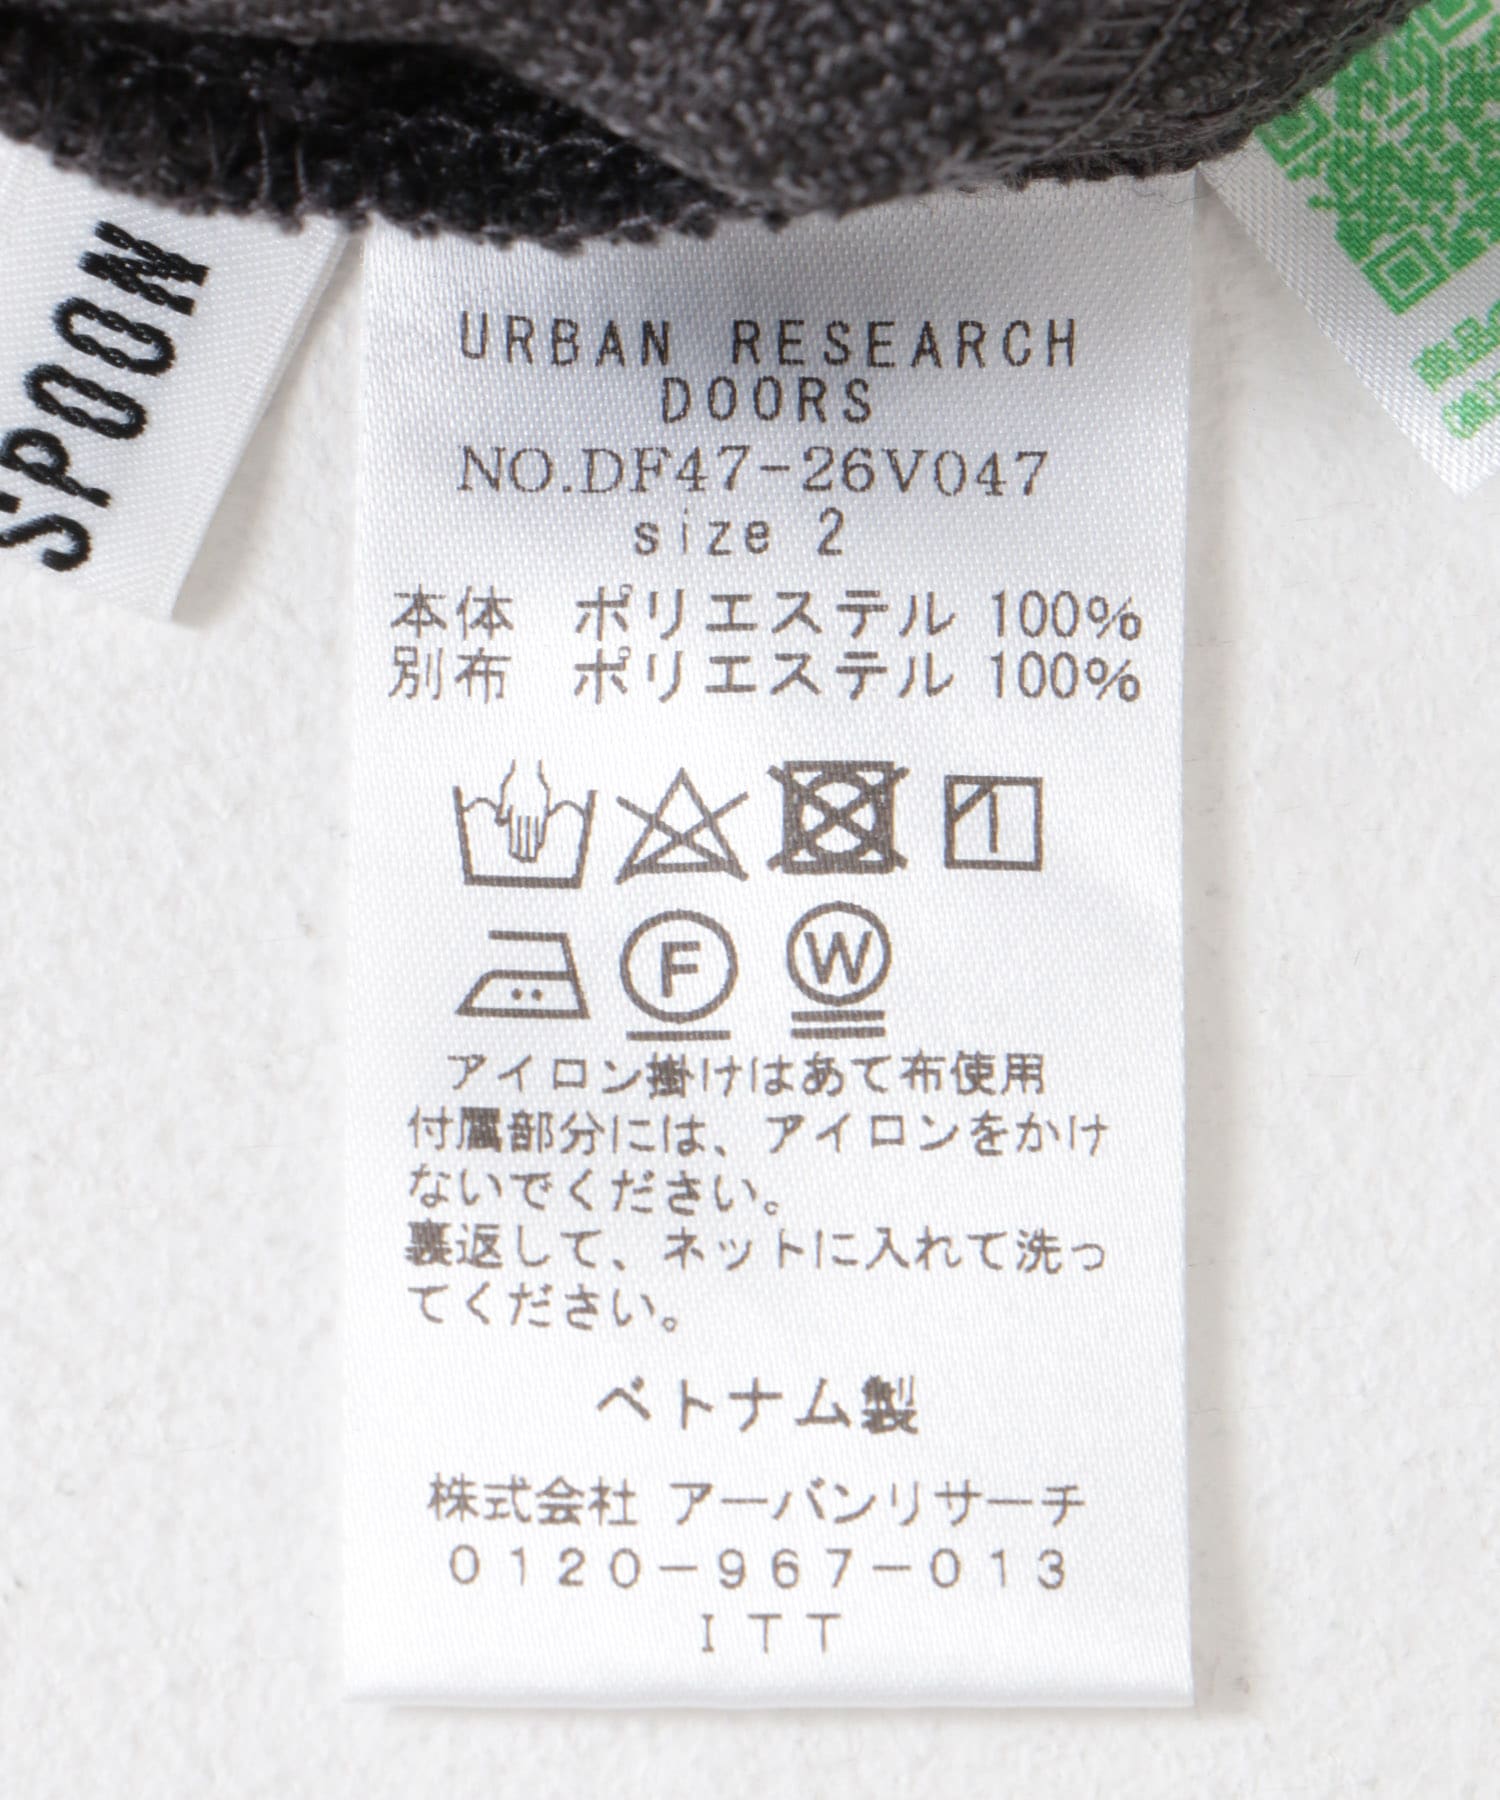 SPOON
URBAN RESEARCH
DOORS
NO.DF47-26V047
size 2
本体 ポリエステル 100%
別布 ポリエステル 100%
F
W
アイロン掛けはあて布使用
付属部分には、アイロンをかけ
ないでください。
裏返して、ネットに入れて洗っ
てください。
ベトナム製
株式会社 アーバンリサーチ
0120-967-013
ITT